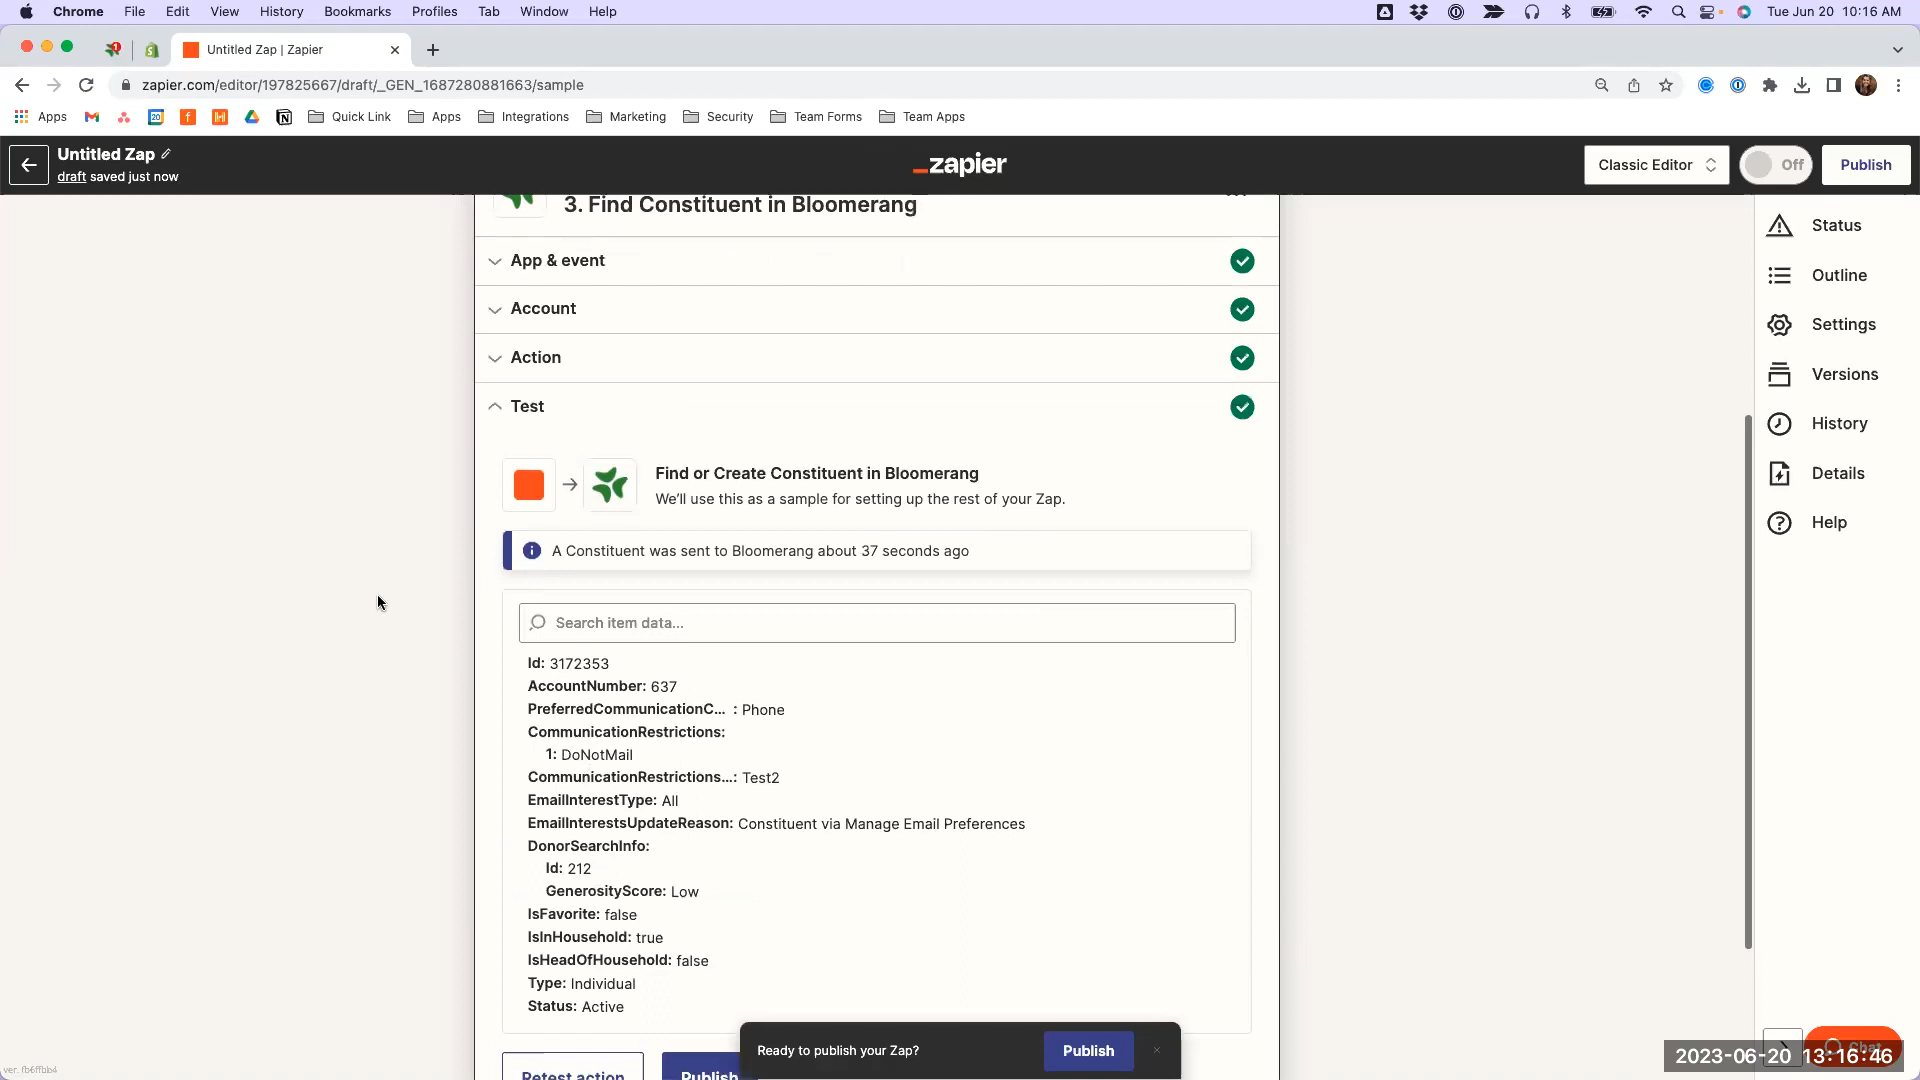 Chrome File Edit View History Bookmarks Profiles Tab Window Help Tue Jun 20 10:16 AM
Untitled Zap | Zapier
zapier.com/editor/197825667/draft/_GEN_1687280881663/sample
Apps Quick Link Apps Integrations Marketing Security Team Forms Team Apps
Untitled Zap
draft saved just now
_zapier
Classic Editor
Off
Publish
3. Find Constituent in Bloomerang
App & event
Account
Action
Test
Find or Create Constituent in Bloomerang
We'll use this as a sample for setting up the rest of your Zap.
A Constituent was sent to Bloomerang about 37 seconds ago
Search item data...
Id: 3172353
AccountNumber: 637
PreferredCommunicationC... : Phone
CommunicationRestrictions:
1: DoNotMail
CommunicationRestrictions...: Test2
EmailInterestType: All
EmailInterestsUpdateReason: Constituent via Manage Email Preferences
DonorSearchInfo:
Id: 212
GenerosityScore: Low
IsFavorite: false
IsInHousehold: true
IsHeadOfHousehold: false
Type: Individual
Status: Active
Retest action
Publish
Ready to publish your Zap?
Publish
Status
Outline
Settings
Versions
History
Details
Help
Chat
2023-06-20 13:16:46
ver. fb6ffbb4